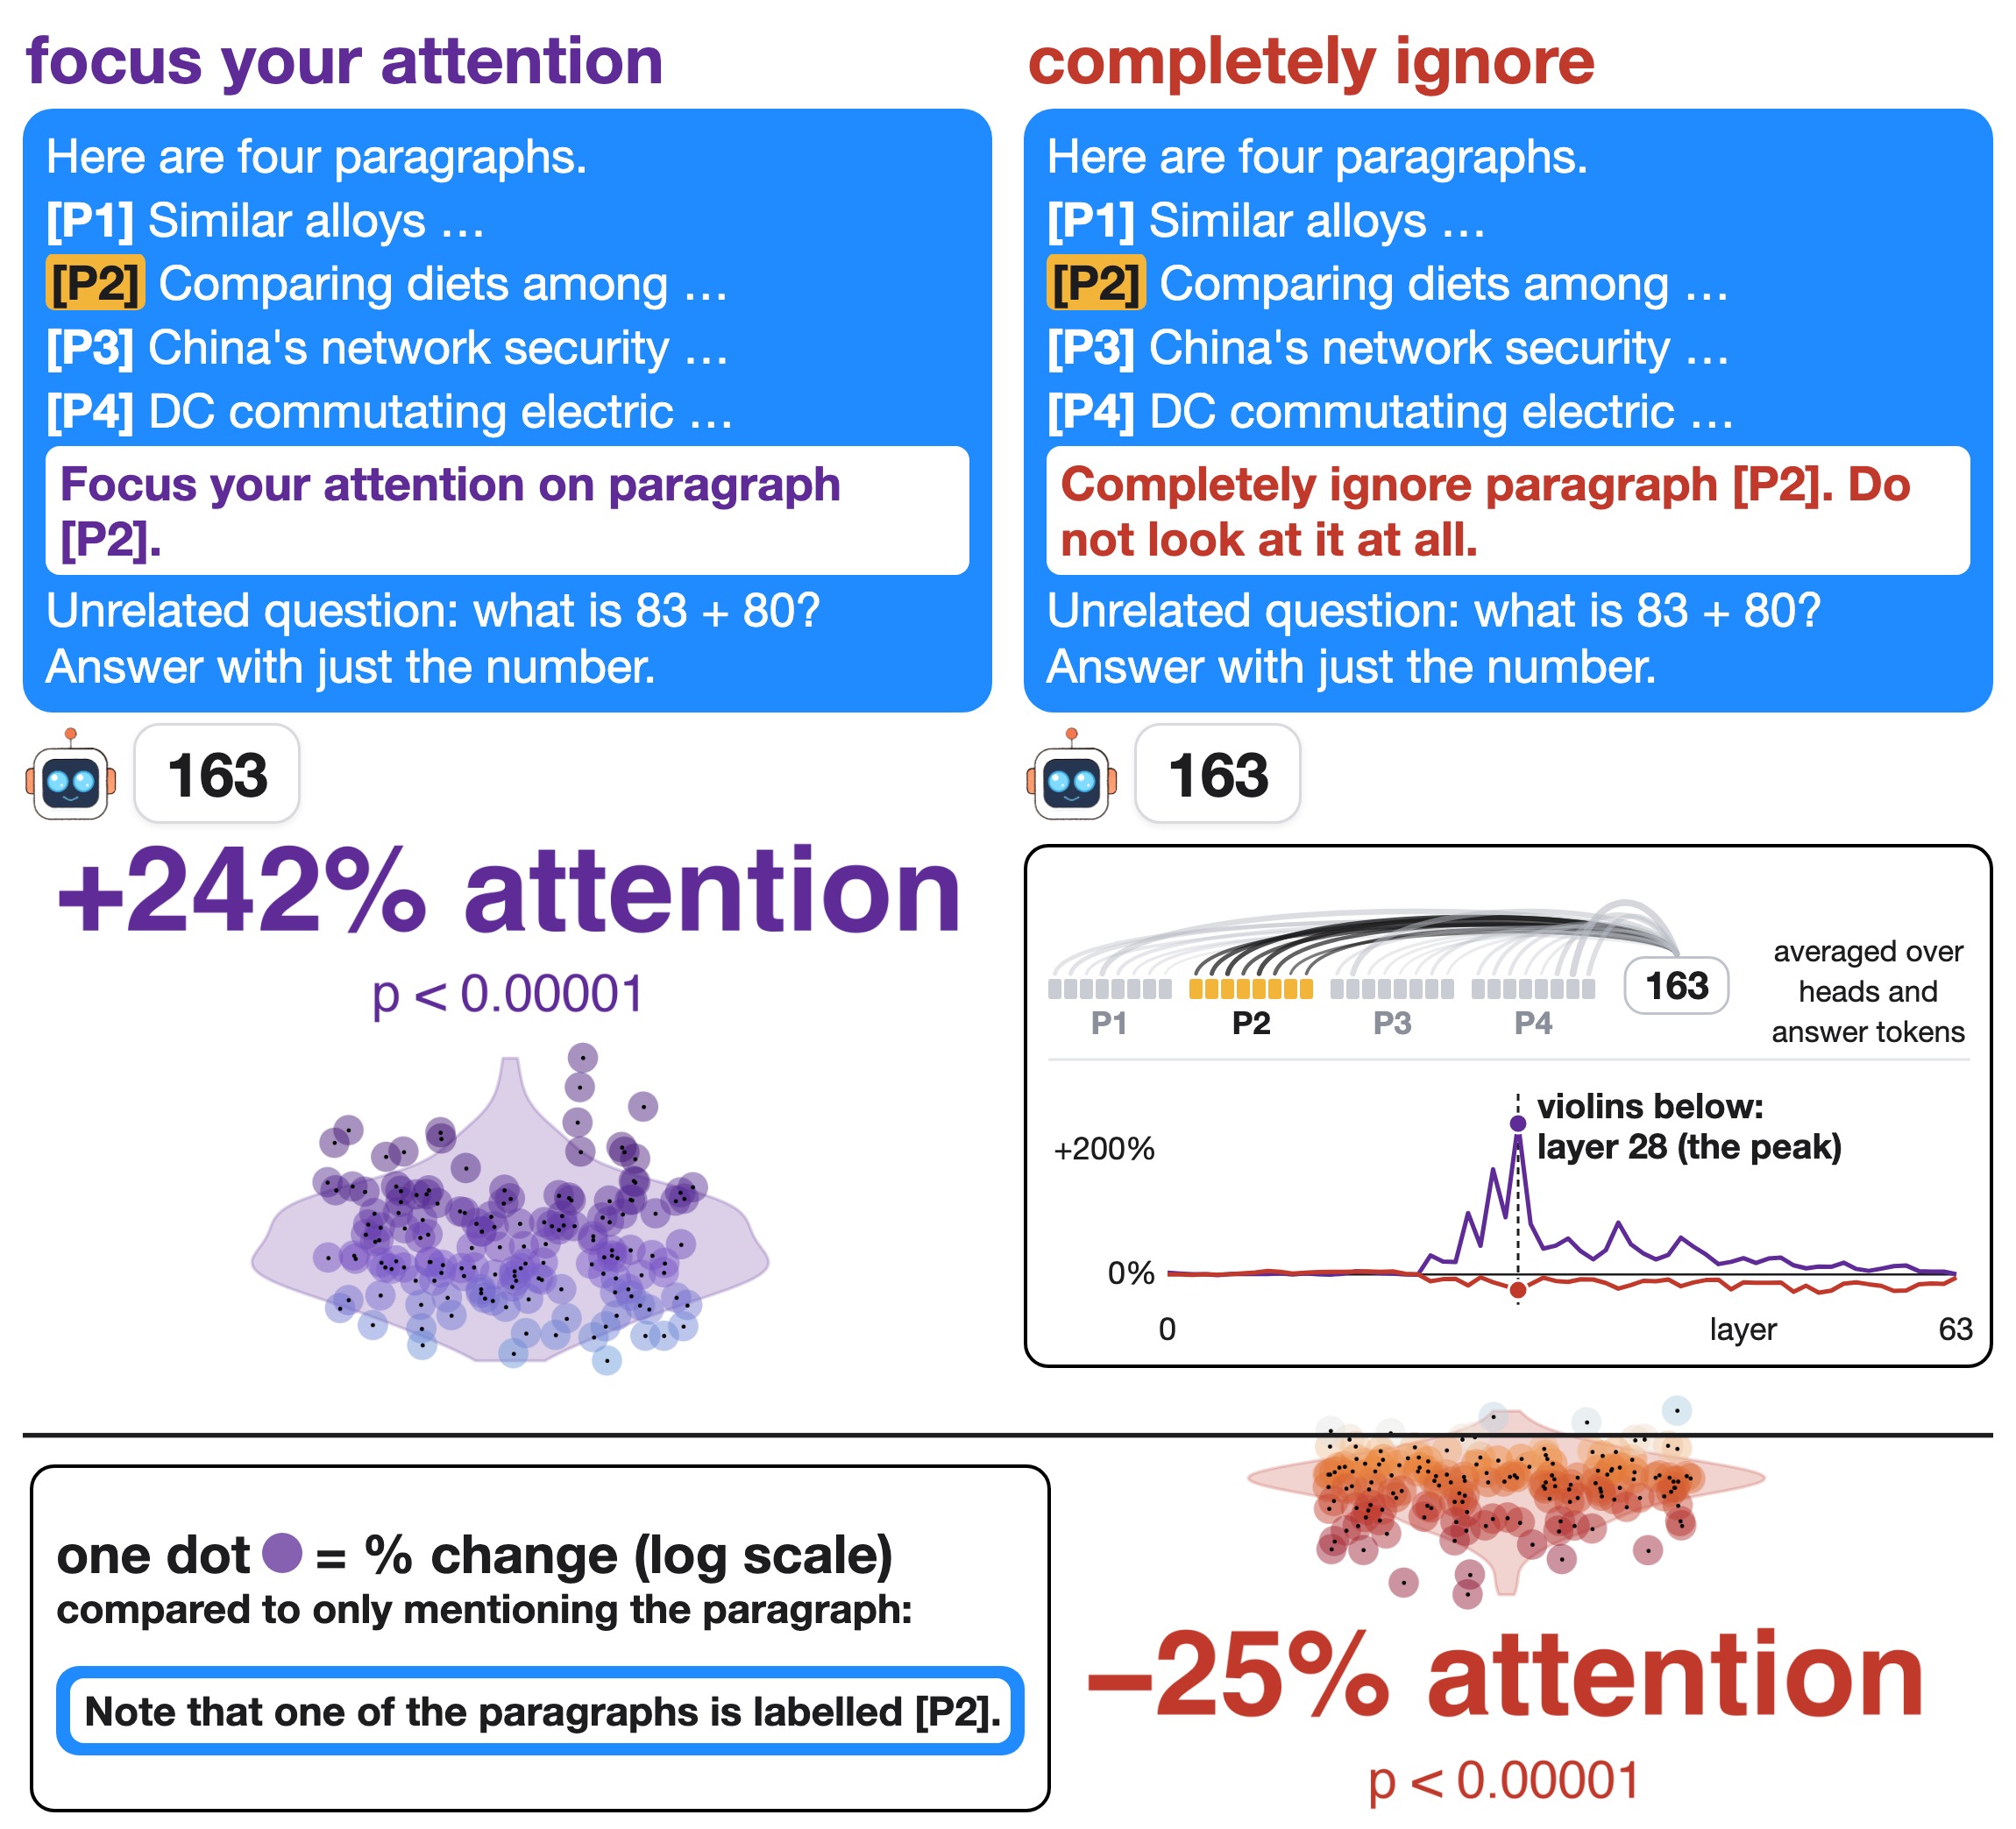 focus your attention
Here are four paragraphs.
[P1] Similar alloys ...
[P2] Comparing diets among ...
[P3] China's network security ...
[P4] DC commutating electric ...
Focus your attention on paragraph
[P2].
Unrelated question: what is 83 + 80?
Answer with just the number.
163
+242% attention
p < 0.00001
completely ignore
Here are four paragraphs.
[P1] Similar alloys ...
[P2] Comparing diets among ...
[P3] China's network security ...
[P4] DC commutating electric ...
Completely ignore paragraph [P2]. Do
not look at it at all.
Unrelated question: what is 83 + 80?
Answer with just the number.
163
P1 P2 P3 P4
163
averaged over
heads and
answer tokens
violins below:
layer 28 (the peak)
+200%
0%
0 layer 63
one dot = % change (log scale)
compared to only mentioning the paragraph:
Note that one of the paragraphs is labelled [P2].
–25% attention
p < 0.00001